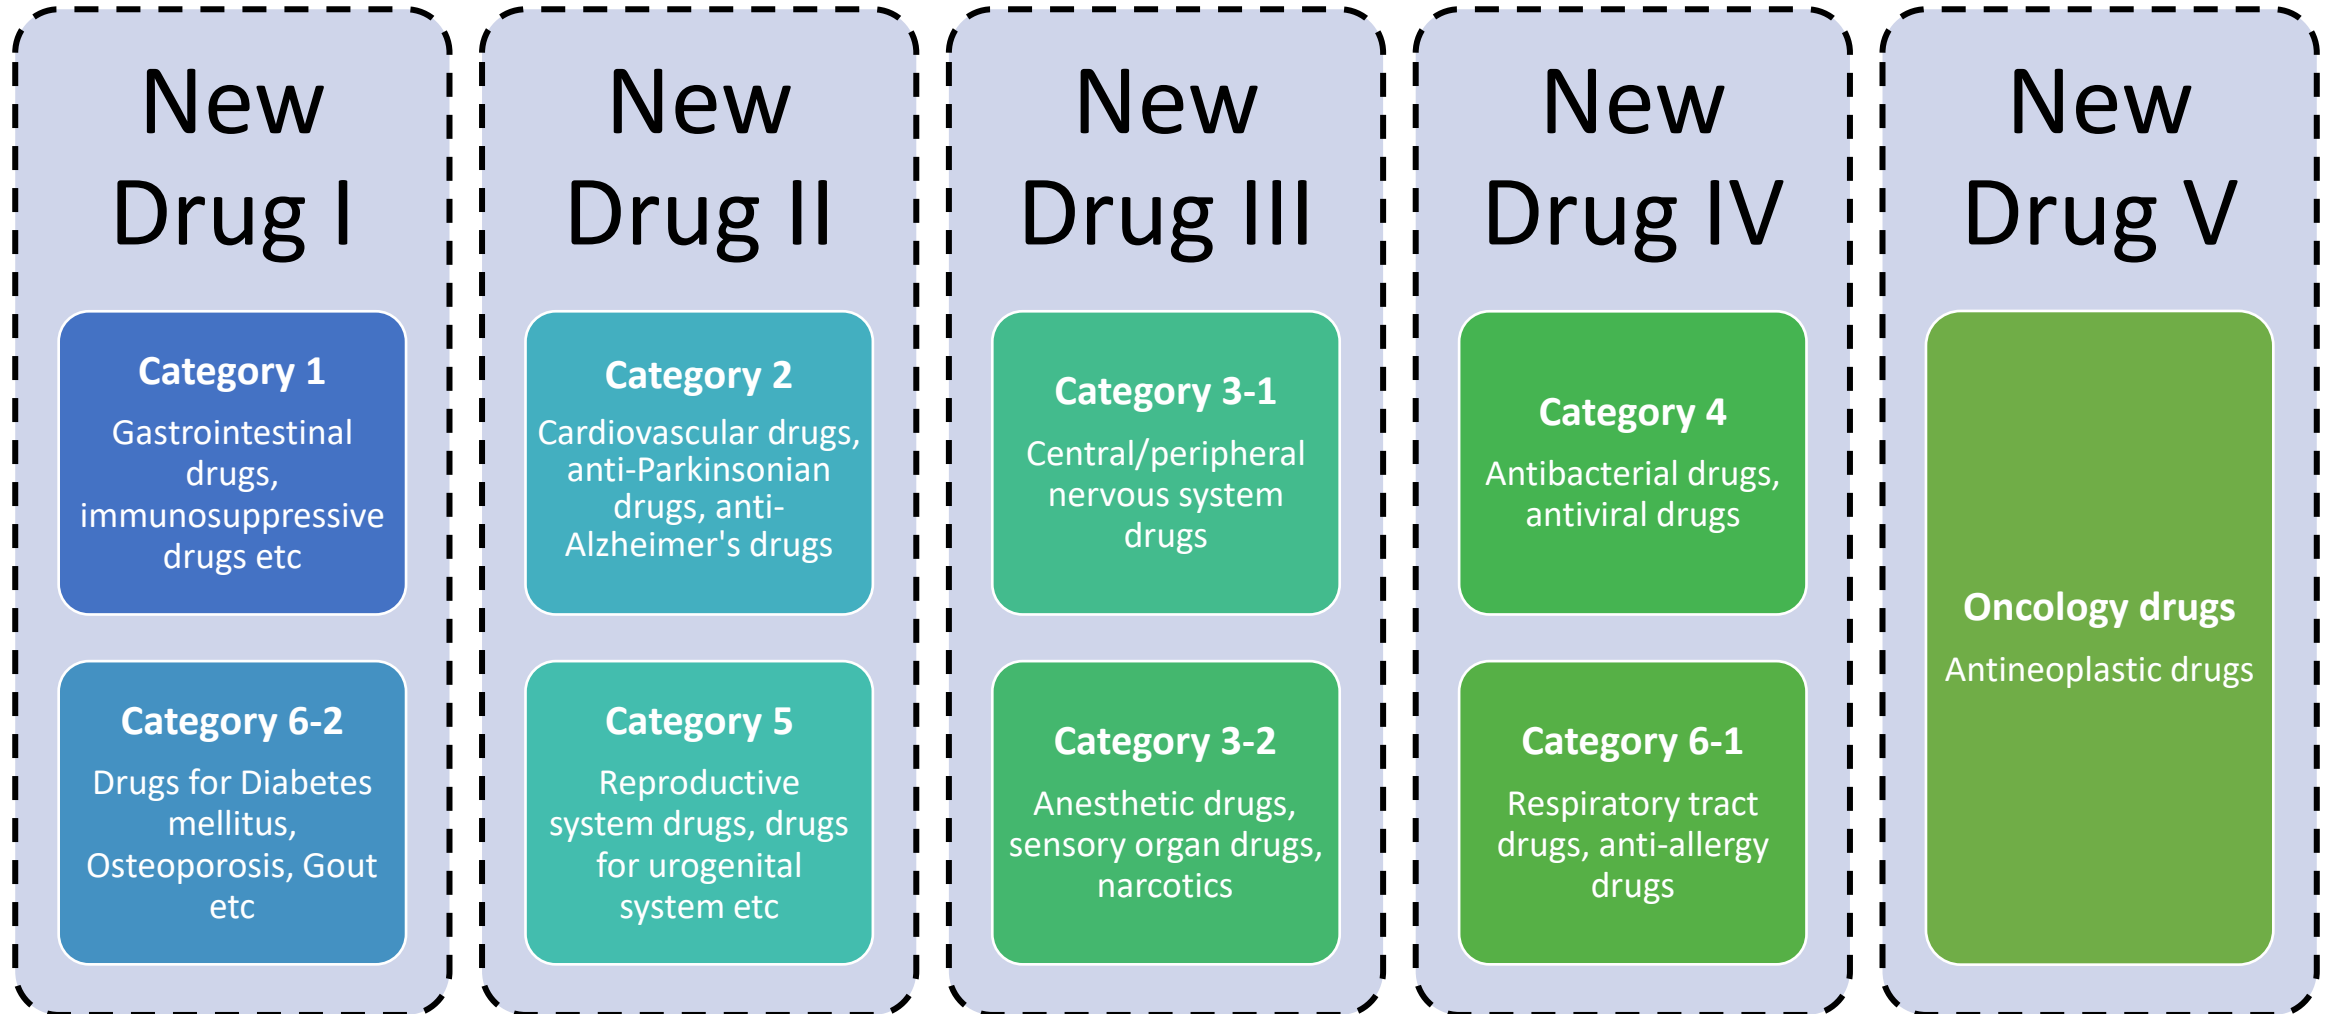 New
Drug I
Category 1
Gastrointestinal
drugs,
immunosuppressive
drugs etc
Category 6-2
Drugs for Diabetes
mellitus,
Osteoporosis, Gout
etc
New
Drug II
Category 2
Cardiovascular drugs,
anti-Parkinsonian
drugs, anti-
Alzheimer's drugs
Category 5
Reproductive
system drugs, drugs
for urogenital
system etc
New
Drug III
Category 3-1
Central/peripheral
nervous system
drugs
Category 3-2
Anesthetic drugs,
sensory organ drugs,
narcotics
New
Drug IV
Category 4
Antibacterial drugs,
antiviral drugs
Category 6-1
Respiratory tract
drugs, anti-allergy
drugs
New
Drug V
Oncology drugs
Antineoplastic drugs